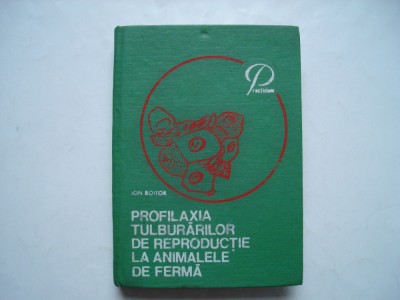 Practicum
ION BOITOR
PROFILAXIA
TULBURĂRILOR
DE REPRODUCȚIE
LA ANIMALELE
DE FERMĂ